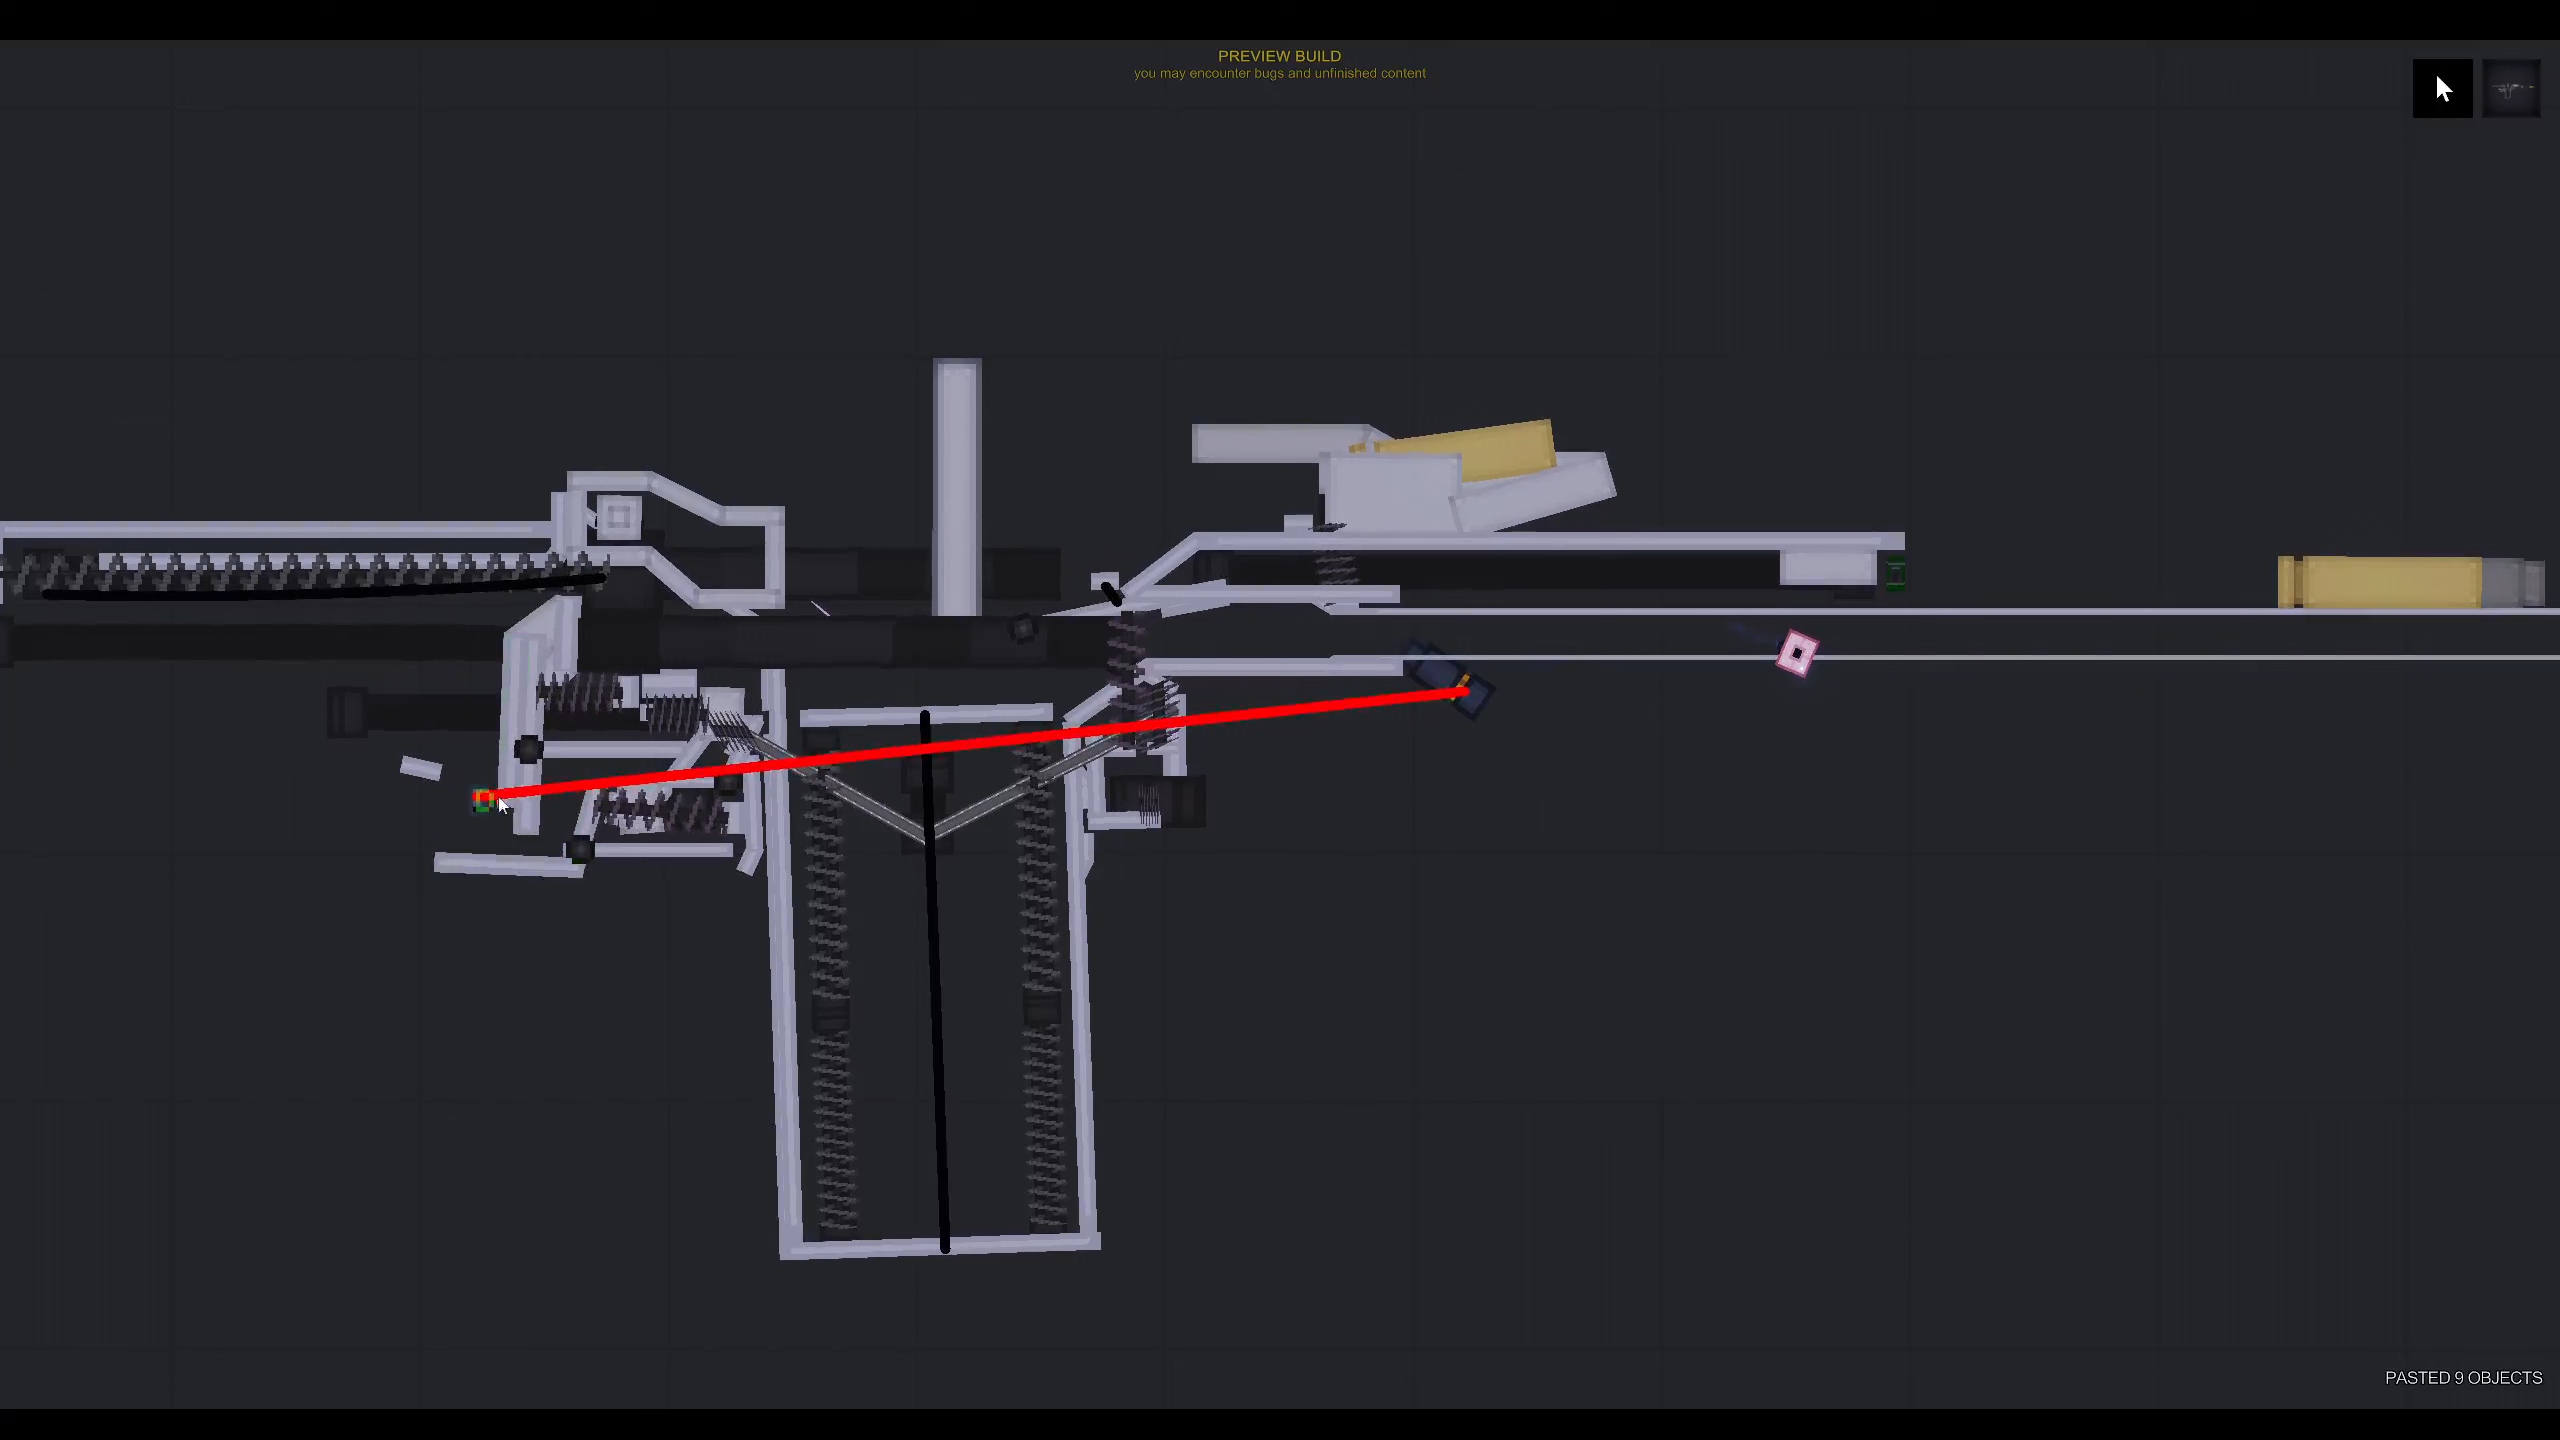 PREVIEW BUILD
you may encounter bugs and unfinished content
PASTED 9 OBJECTS